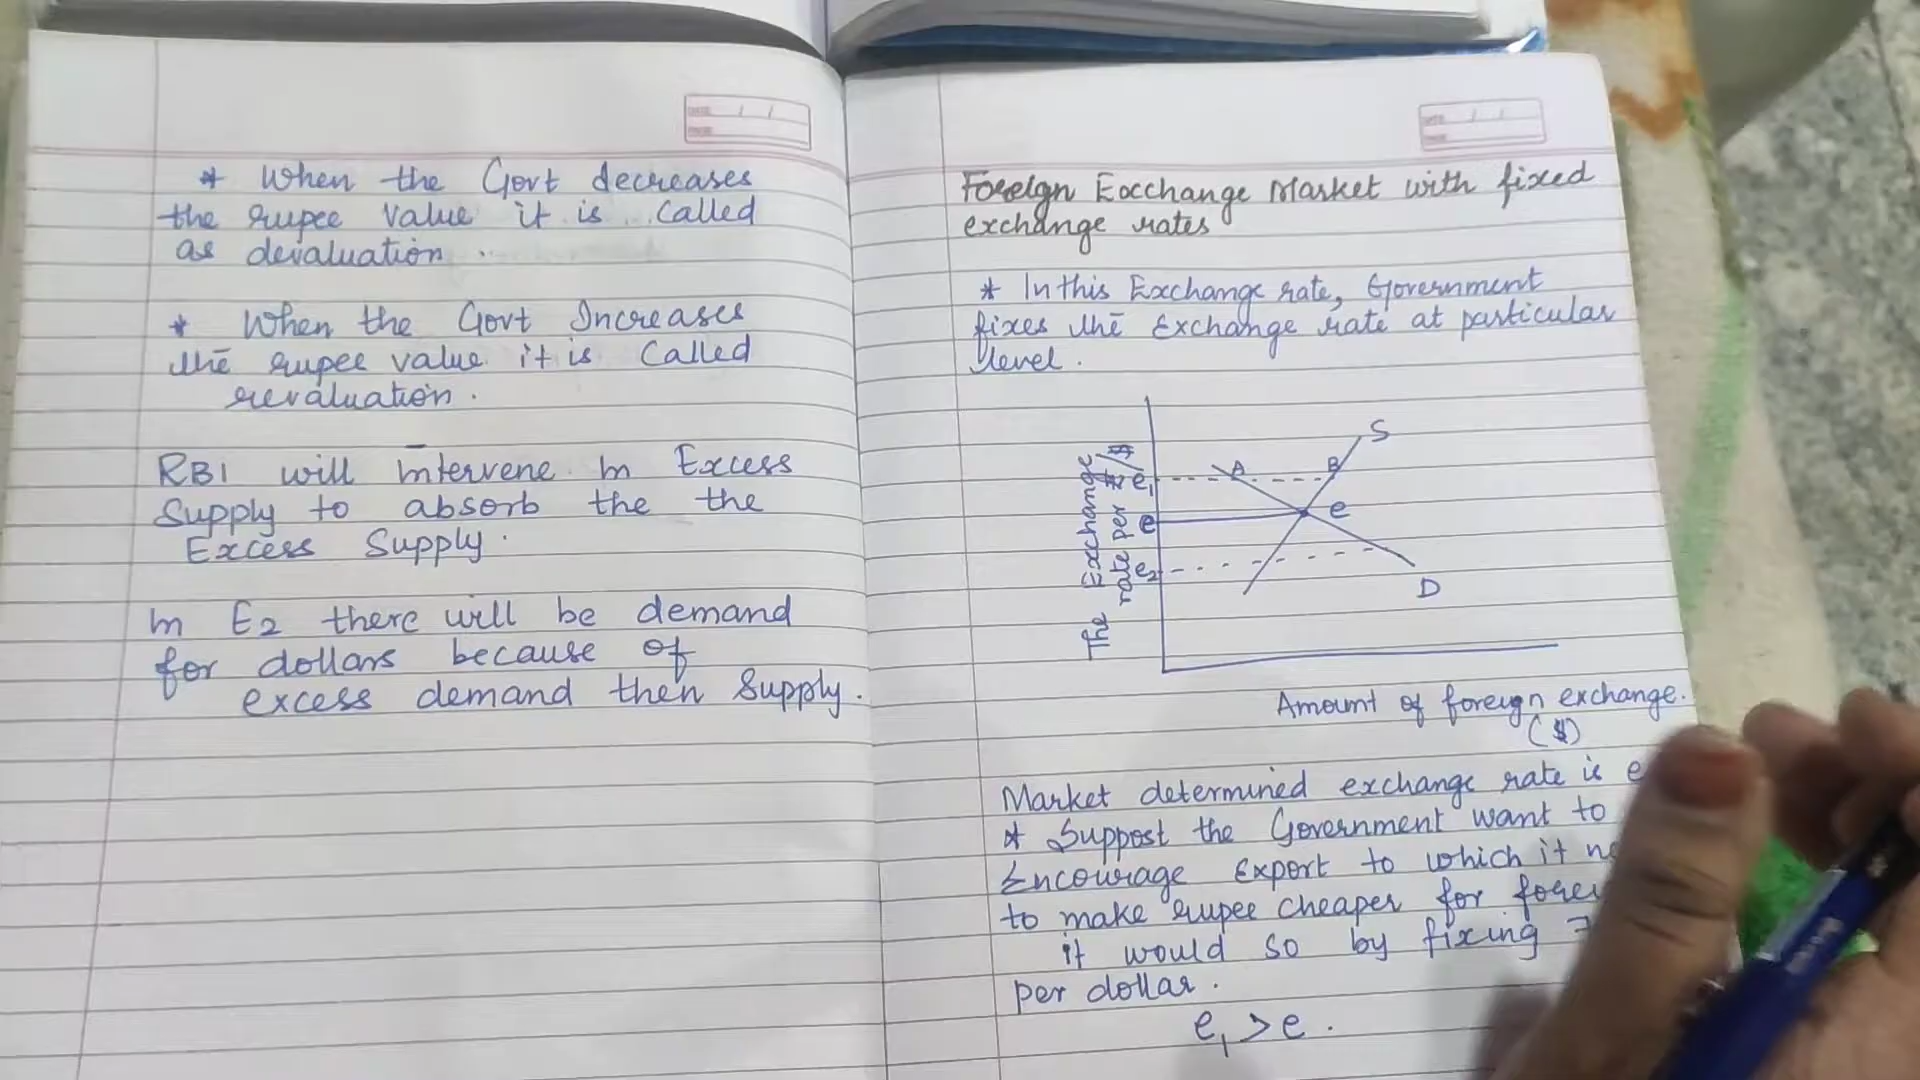 * When the Govt decreases
the rupee value it is called
as devaluation.
* When the Govt Increases
the rupee value it is called
revaluation.
RBI will intervene in Excess
Supply to absorb the the
Excess Supply.
In E2 there will be demand
for dollars because of
excess demand then Supply.
DATE
PAGE
Foreign Exchange Market with fixed
exchange rates
* In this Exchange rate, Government
fixes the Exchange rate at particular
level.
The Exchange
rate per ₹/$
S
A
B
e1
e
e
e2
D
Amount of foreign exchange.
($)
Market determined exchange rate is e
* Suppost the Government want to
Encourage Export to which it
to make rupee cheaper for
it would so by fixing
per dollar.
e1 > e.